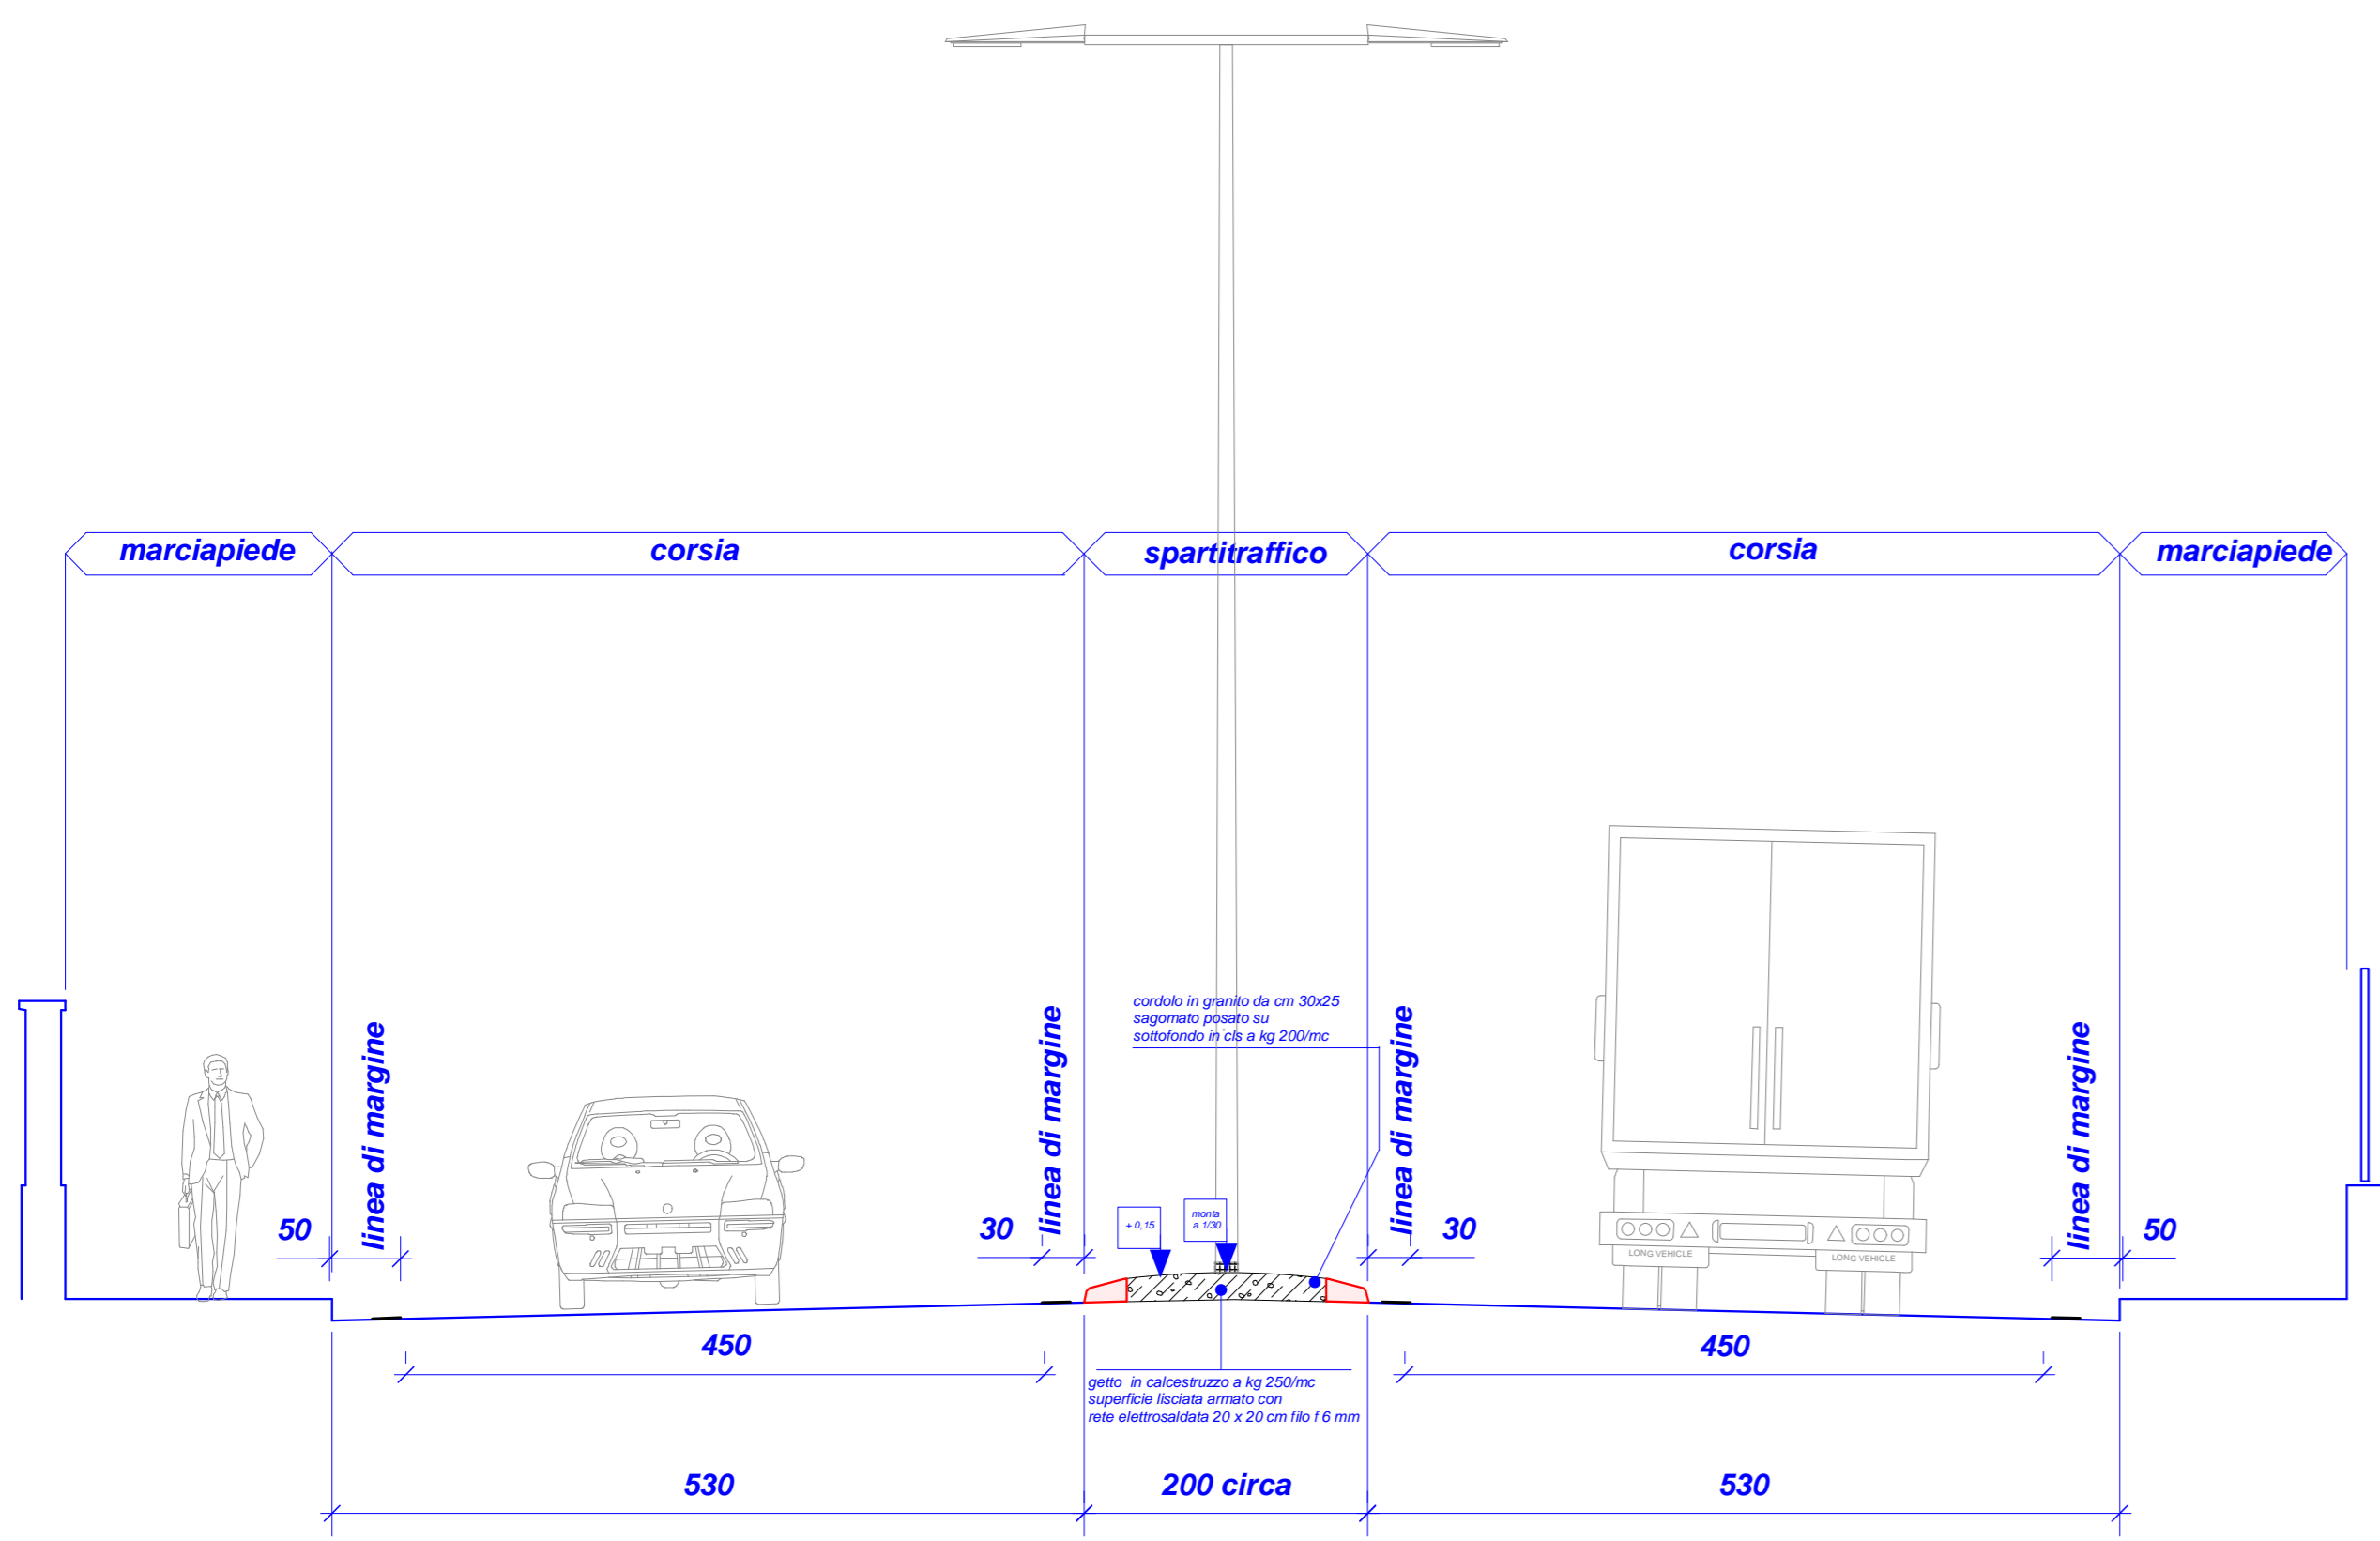 marciapiede
corsia
spartitraffico
corsia
marciapiede
cordolo in granito da cm 30x25
sagomato posato su
sottofondo in cls a kg 200/mc
linea di margine
linea di margine
linea di margine
linea di margine
50
30
+ 0,15
monta
a 1/30
30
50
LONG VEHICLE
LONG VEHICLE
450
450
getto in calcestruzzo a kg 250/mc
superficie lisciata armato con
rete elettrosaldata 20 x 20 cm filo f 6 mm
530
200 circa
530